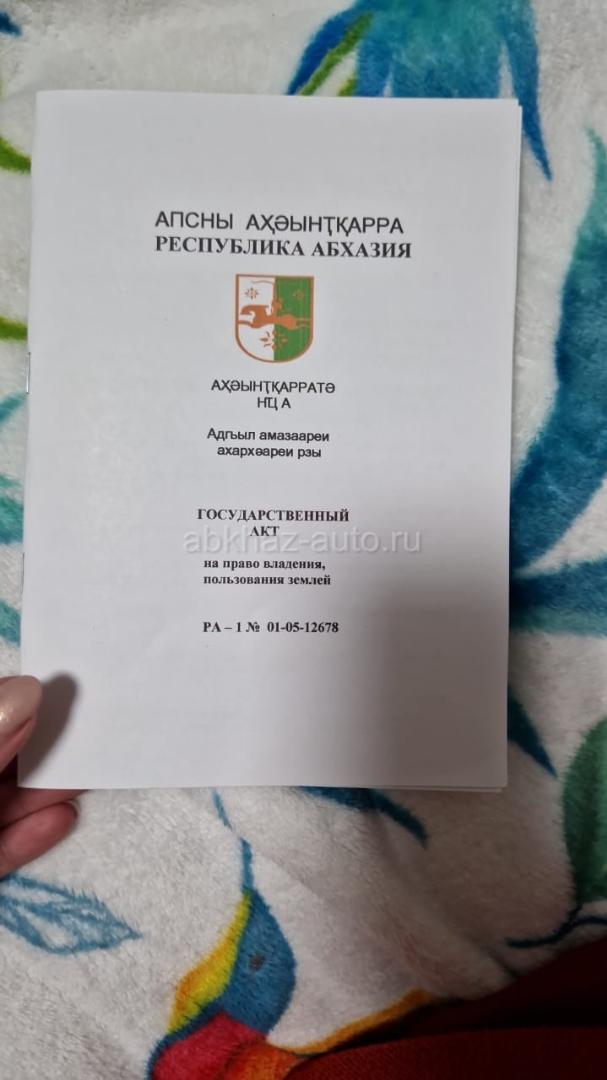 АПСНЫ АҲӘЫНҬҚАРРА
РЕСПУБЛИКА АБХАЗИЯ
АҲӘЫНҬҚАРРАТӘ
НҴ А
Адгьыл амазаареи
ахархәареи рзы
ГОСУДАРСТВЕННЫЙ
АКТ
abkhaz-auto.ru
на право владения,
пользования землей
РА – 1 № 01-05-12678